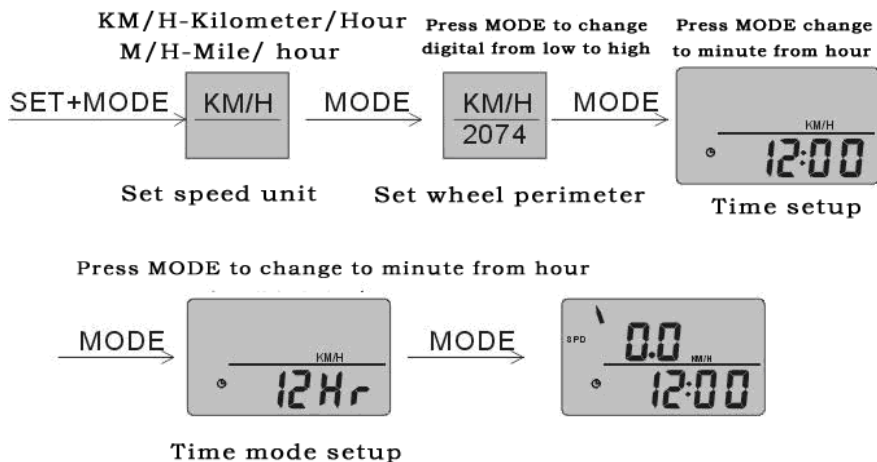 KM/H-Kilometer/Hour
M/H-Mile/ hour
Press MODE to change
digital from low to high
Press MODE change
to minute from hour
SET+MODE
KM/H
MODE
KM/H
2074
MODE
KM/H
12:00
Set speed unit
Set wheel perimeter
Time setup
Press MODE to change to minute from hour
MODE
KM/H
12Hr
MODE
SPD
0.0
KM/H
12:00
Time mode setup